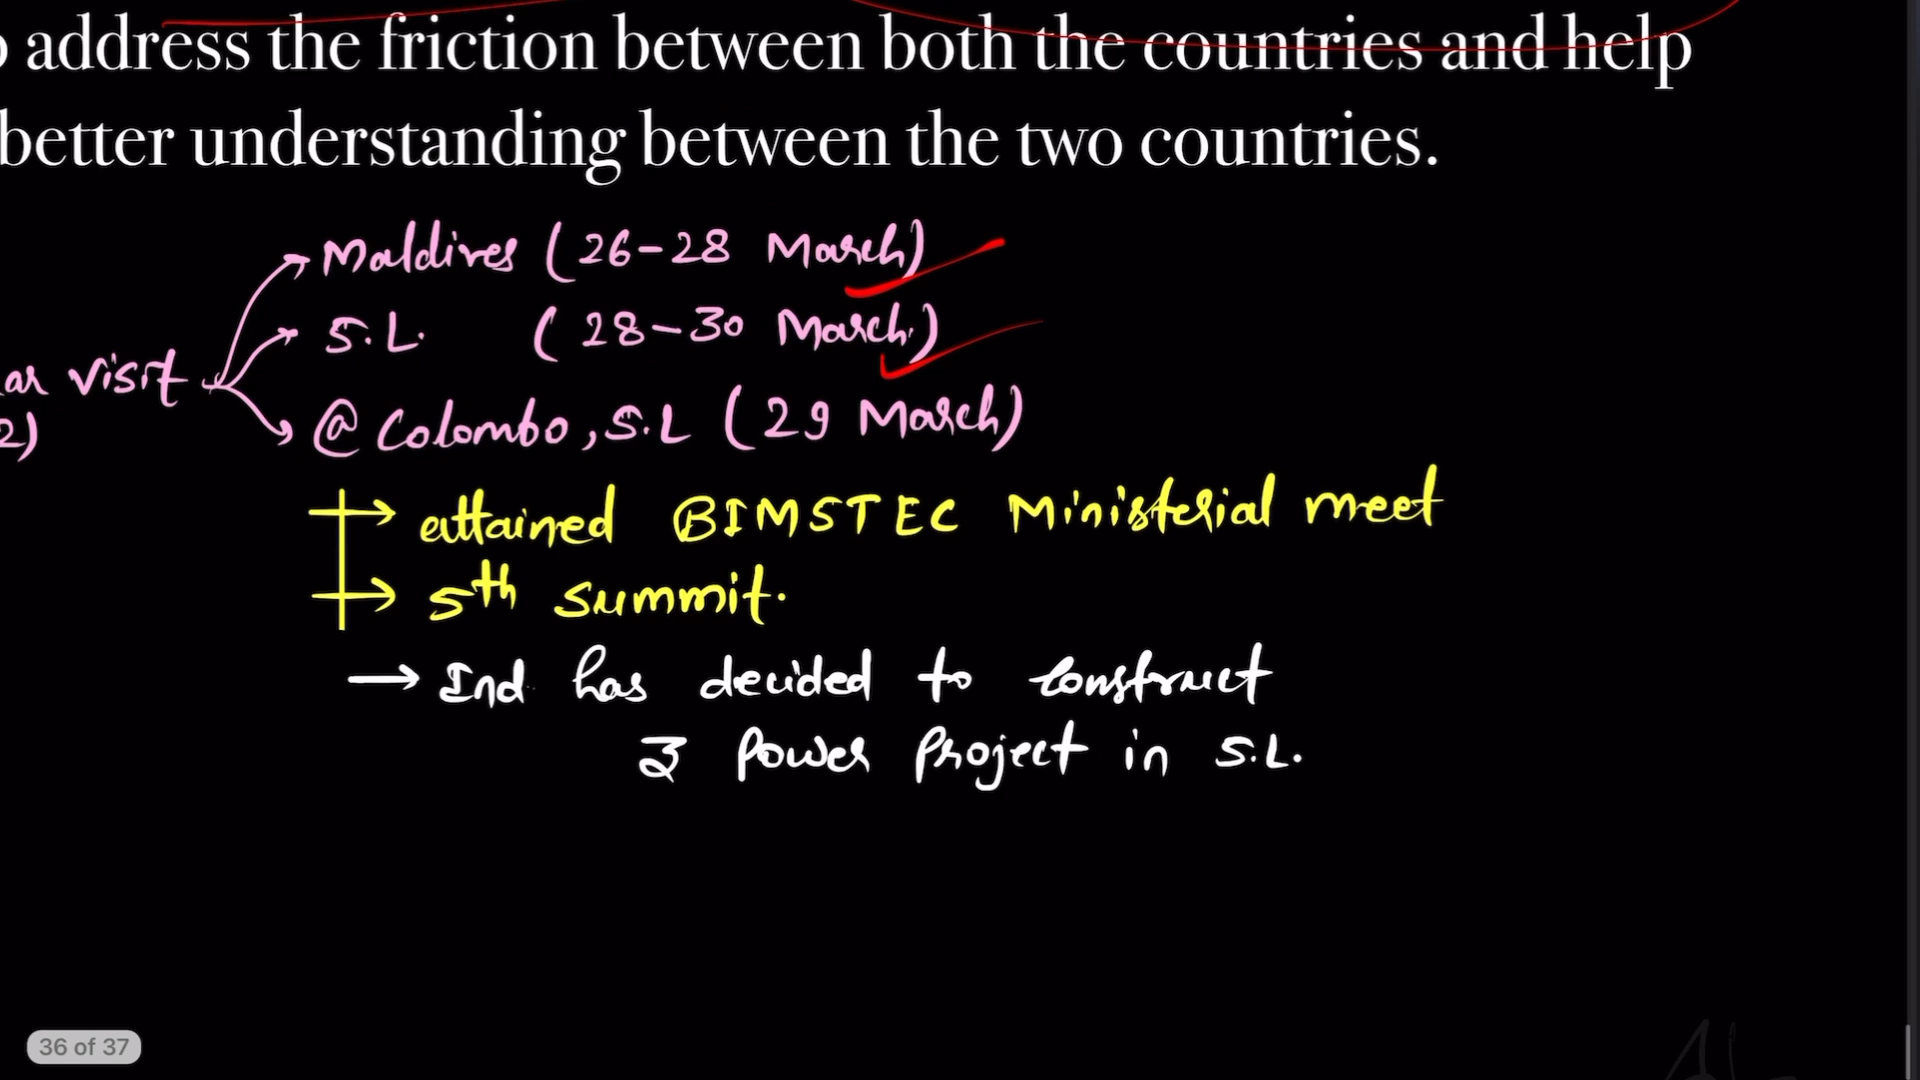 address the friction between both the countries and help
better understanding between the two countries.
Maldives (26-28 March)
S.L. (28-30 March.)
ar visit
2)
@ Colombo, S.L (29 March)
→ attained BIMSTEC Ministerial meet
→ 5th summit.
→ Ind has decided to construct
3 Power Project in S.L.
36 of 37